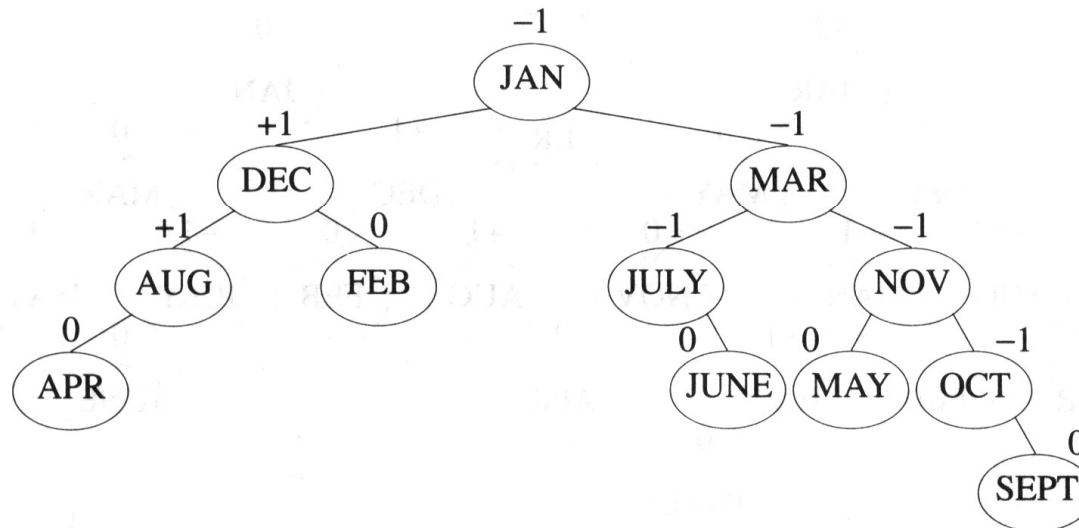 −1
JAN
+1 −1
DEC MAR
+1 0 −1 −1
AUG FEB JULY NOV
0 0 0 −1
APR JUNE MAY OCT
0
SEPT